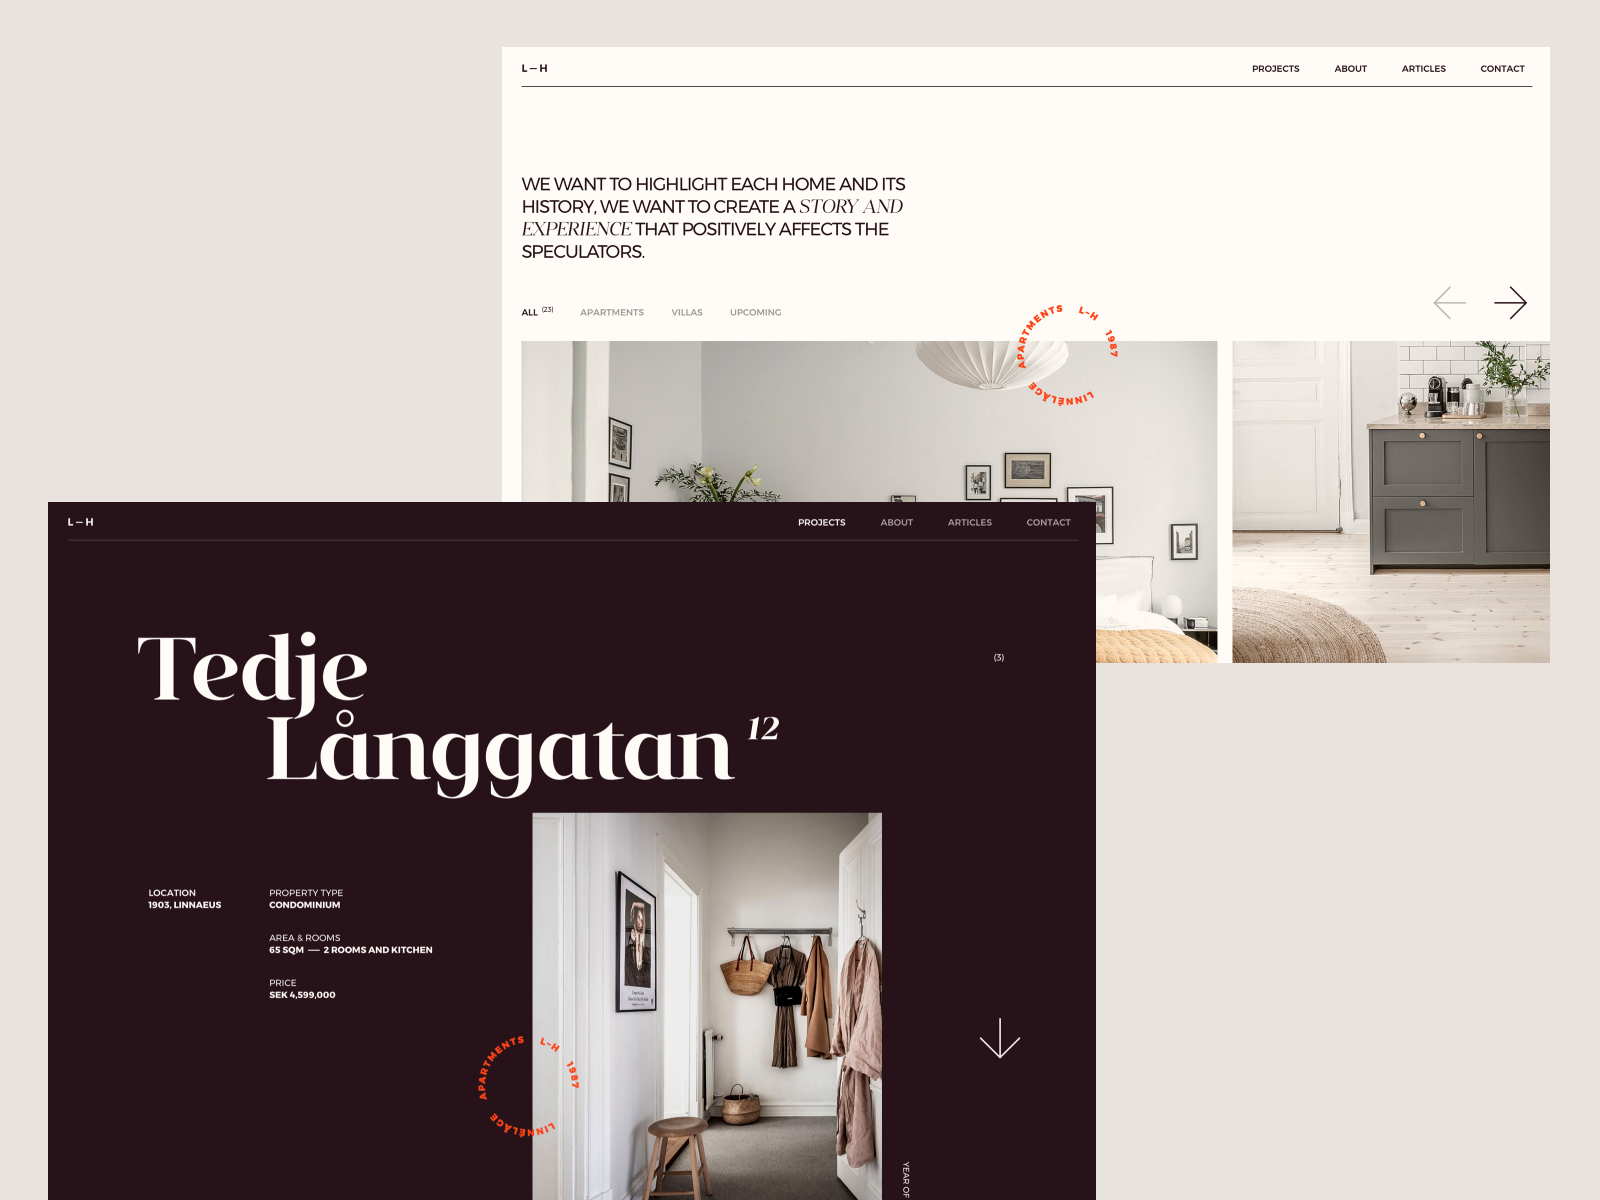 L — H
PROJECTS ABOUT ARTICLES CONTACT
WE WANT TO HIGHLIGHT EACH HOME AND ITS
HISTORY, WE WANT TO CREATE A STORY AND
EXPERIENCE THAT POSITIVELY AFFECTS THE
SPECULATORS.
ALL (23) APARTMENTS VILLAS UPCOMING
APARTMENTS L-H 1987 LINNÉLÄGE
L — H
PROJECTS ABOUT ARTICLES CONTACT
Tedje
Långgatan 12
(3)
LOCATION
1903, LINNAEUS
PROPERTY TYPE
CONDOMINIUM
AREA & ROOMS
65 SQM — 2 ROOMS AND KITCHEN
PRICE
SEK 4,599,000
APARTMENTS L-H 1987 LINNÉLÄGE
YEAR OF